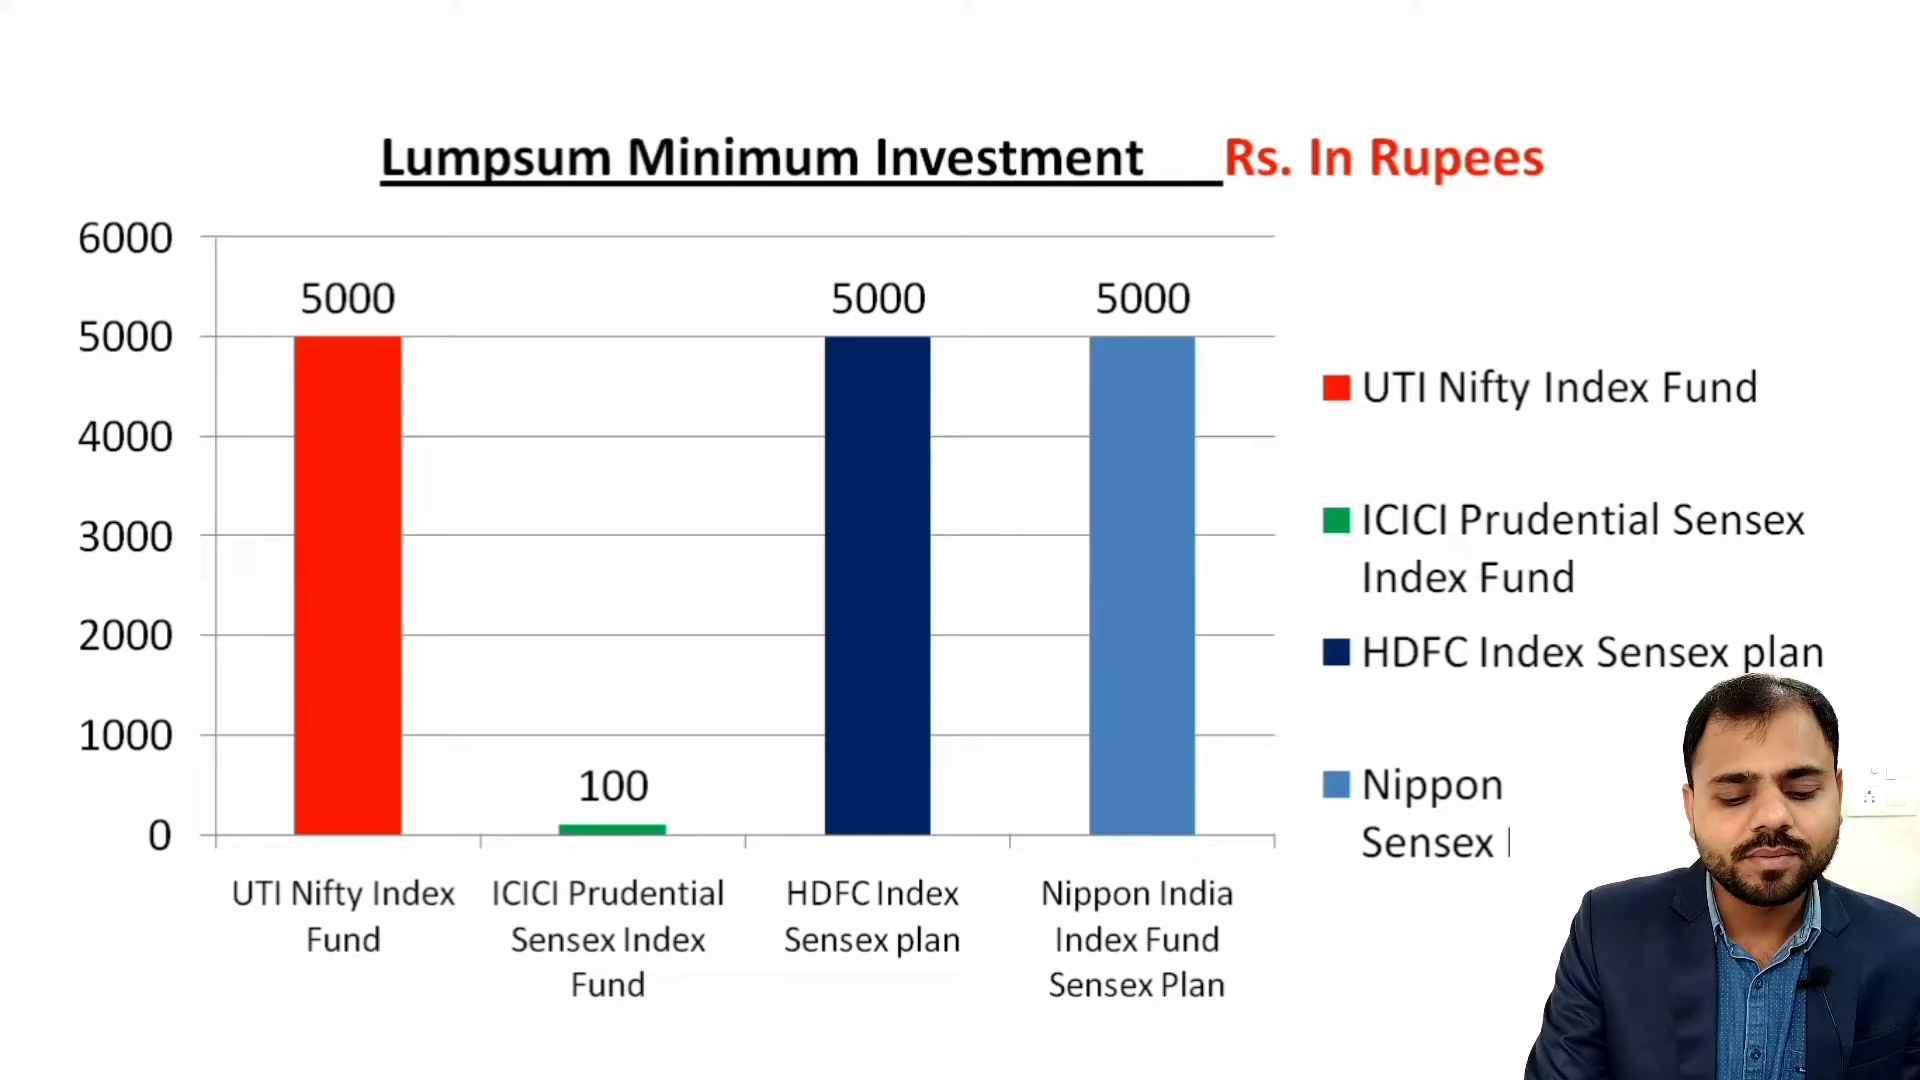 Lumpsum Minimum Investment Rs. In Rupees
6000
5000
4000
3000
2000
1000
0
5000
100
5000
5000
UTI Nifty Index
Fund
ICICI Prudential
Sensex Index
Fund
HDFC Index
Sensex plan
Nippon India
Index Fund
Sensex Plan
UTI Nifty Index Fund
ICICI Prudential Sensex
Index Fund
HDFC Index Sensex plan
Nippon
Sensex